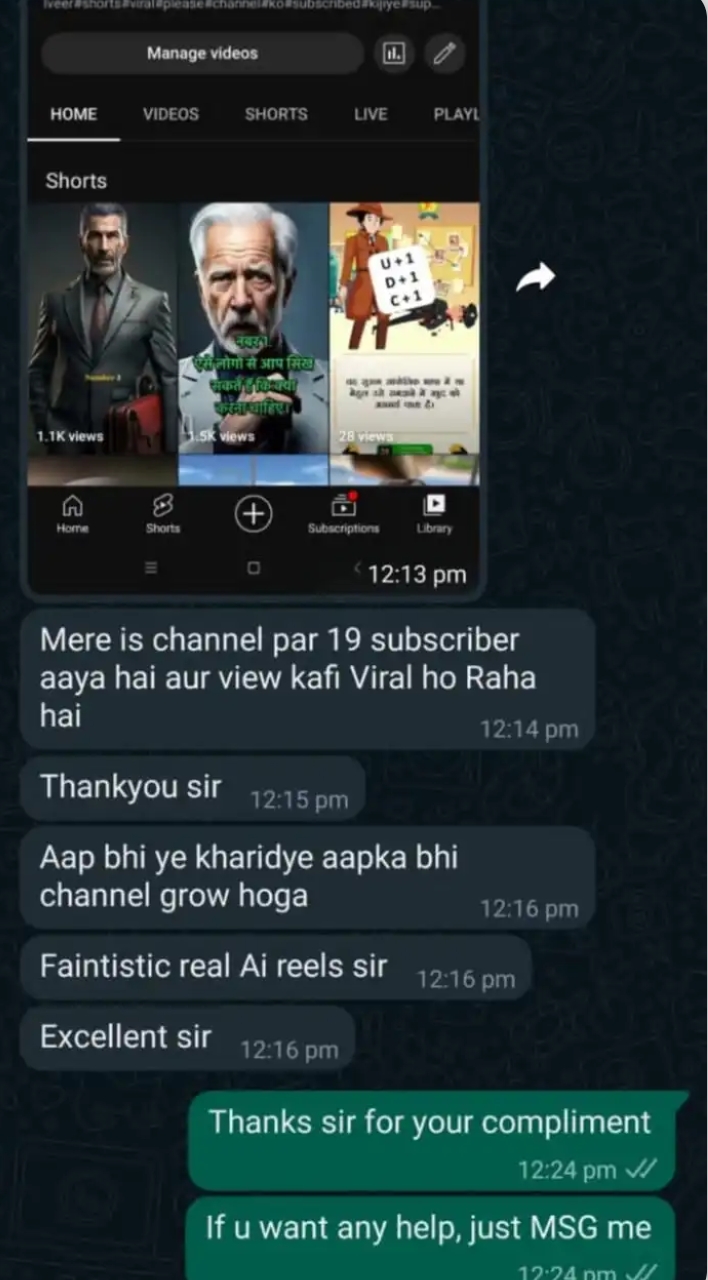 lveer#shorts#viral#please#channel#ko#subscribed#kijiye#sup...
Manage videos
HOME VIDEOS SHORTS LIVE PLAYL
Shorts
Number 1
1.1K views
नंबर 1.
ऐसे लोगो से आप सिख
सकते हैं कि क्या
करना चाहिए।
1.5K views
U+1
D+1
C+1
28 views
Home Shorts Subscriptions Library
12:13 pm
Mere is channel par 19 subscriber
aaya hai aur view kafi Viral ho Raha
hai
12:14 pm
Thankyou sir 12:15 pm
Aap bhi ye kharidye aapka bhi
channel grow hoga
12:16 pm
Faintistic real Ai reels sir 12:16 pm
Excellent sir 12:16 pm
Thanks sir for your compliment
12:24 pm
If u want any help, just MSG me
12:24 pm